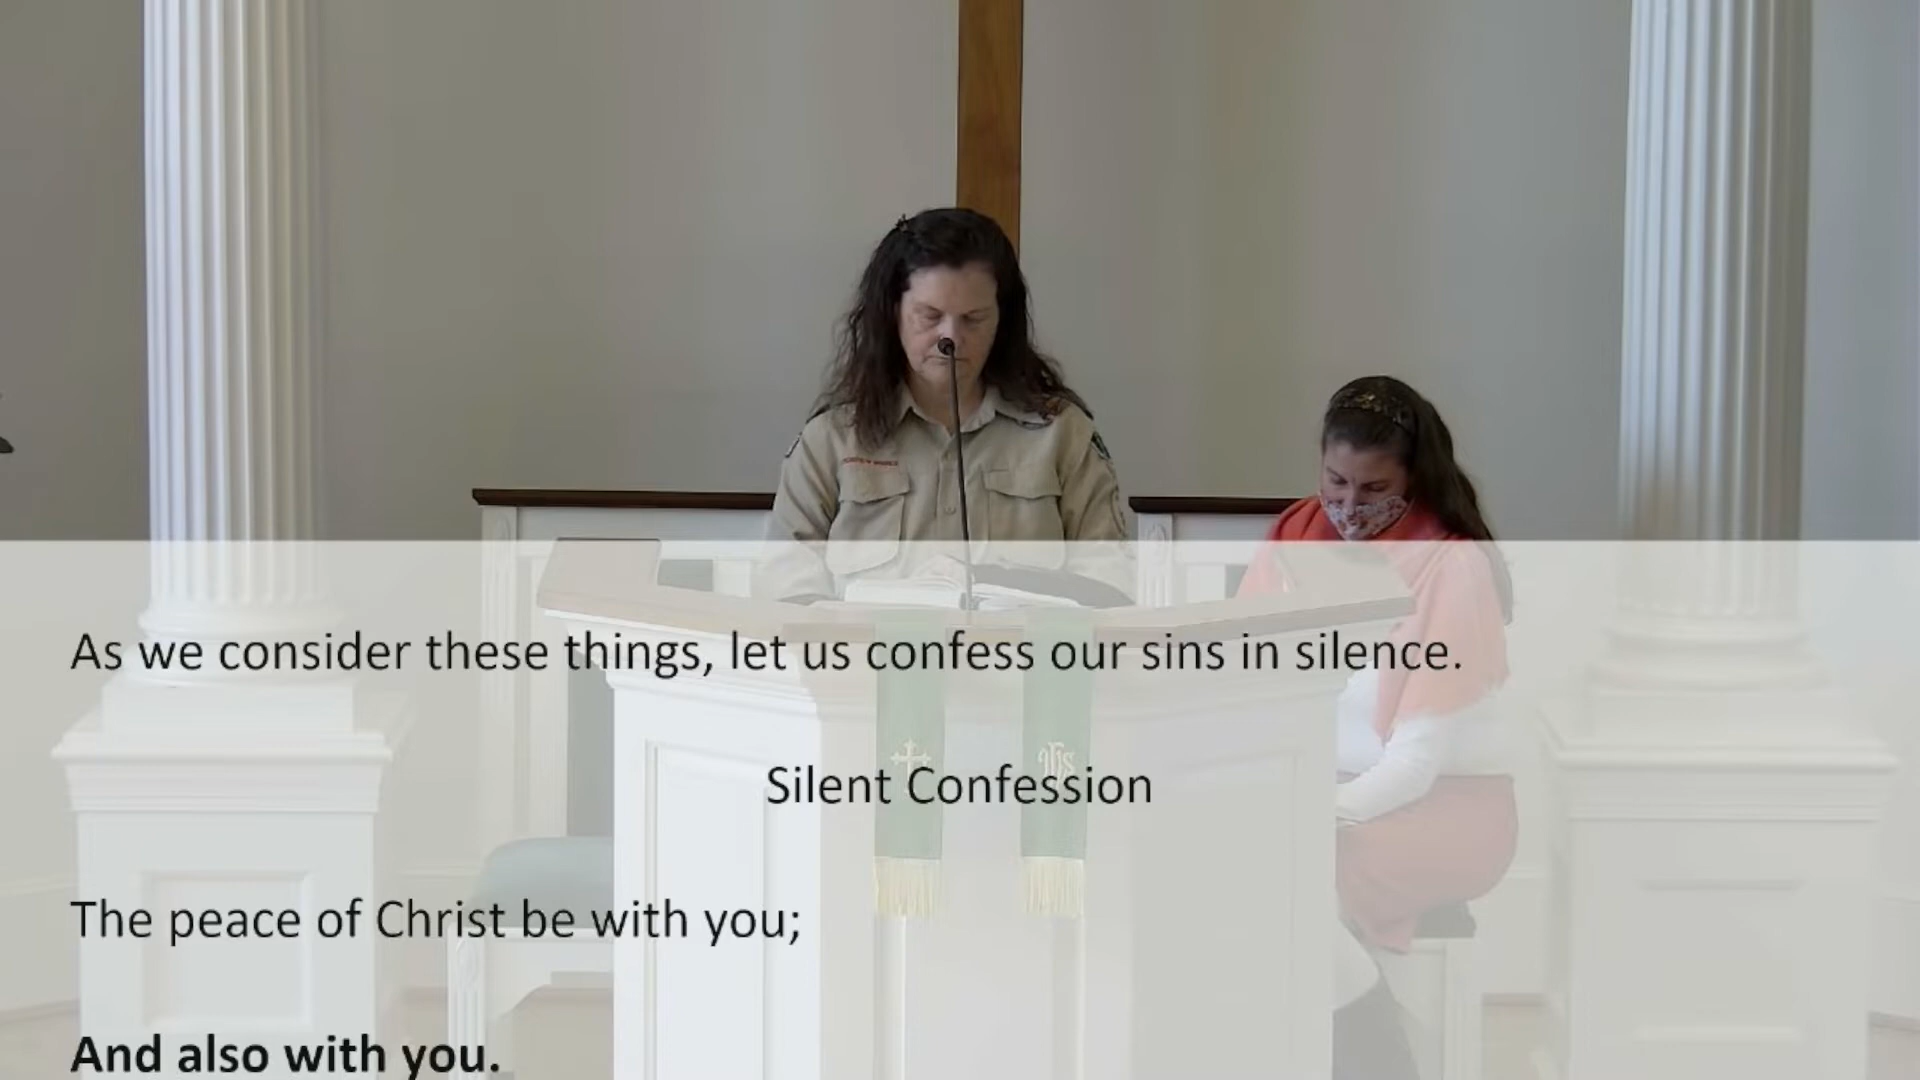 As we consider these things, let us confess our sins in silence.
Silent Confession
The peace of Christ be with you;
And also with you.